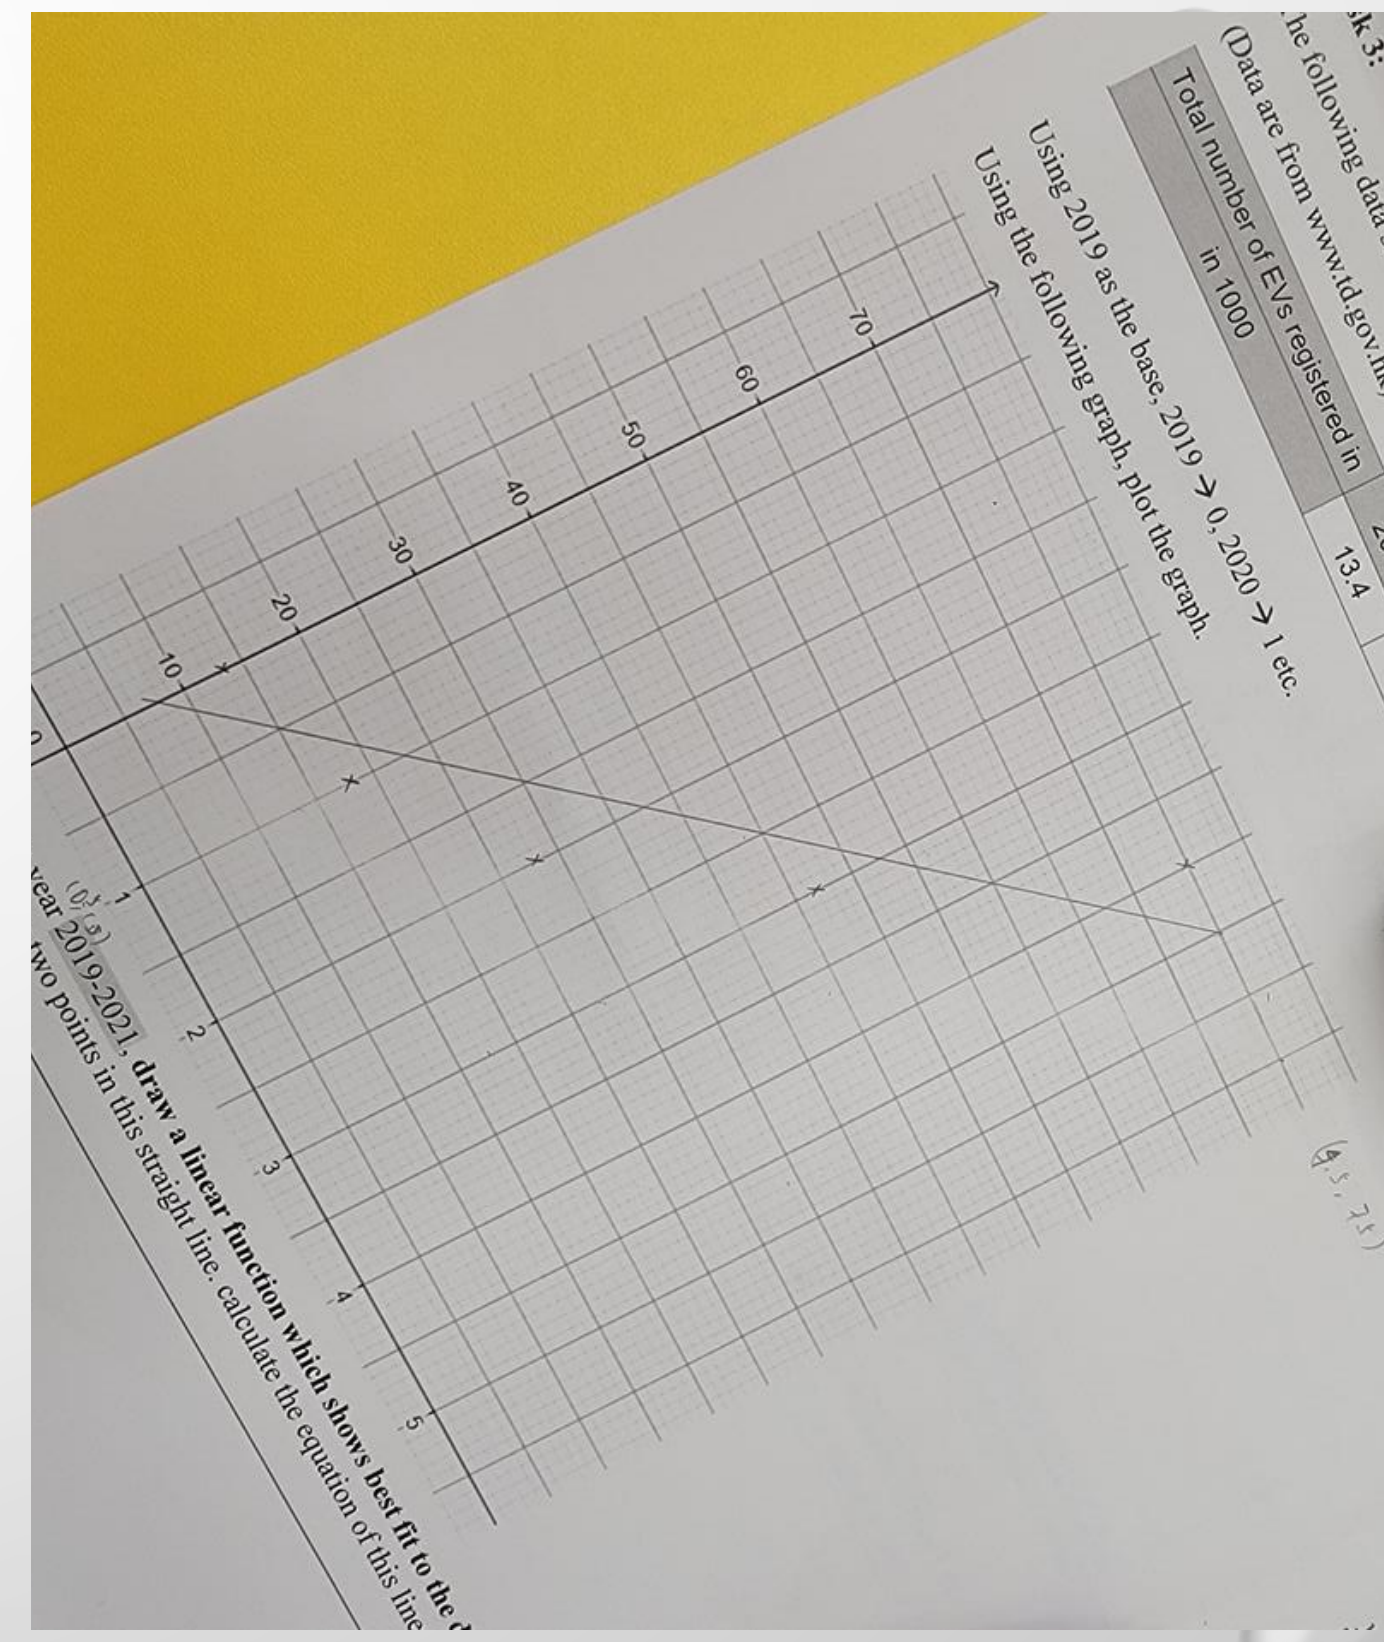 sk 3:
he following data
(Data are from www.td.gov.hk)
Total number of EVs registered in
in 1000
13.4
Using 2019 as the base, 2019 → 0, 2020 → 1 etc.
Using the following graph, plot the graph.
70
60
50
40
30
20
10
0
1
2
3
4
5
(4.5, 75)
year 2019-2021, draw a linear function which shows best fit to the d
two points in this straight line. calculate the equation of this line